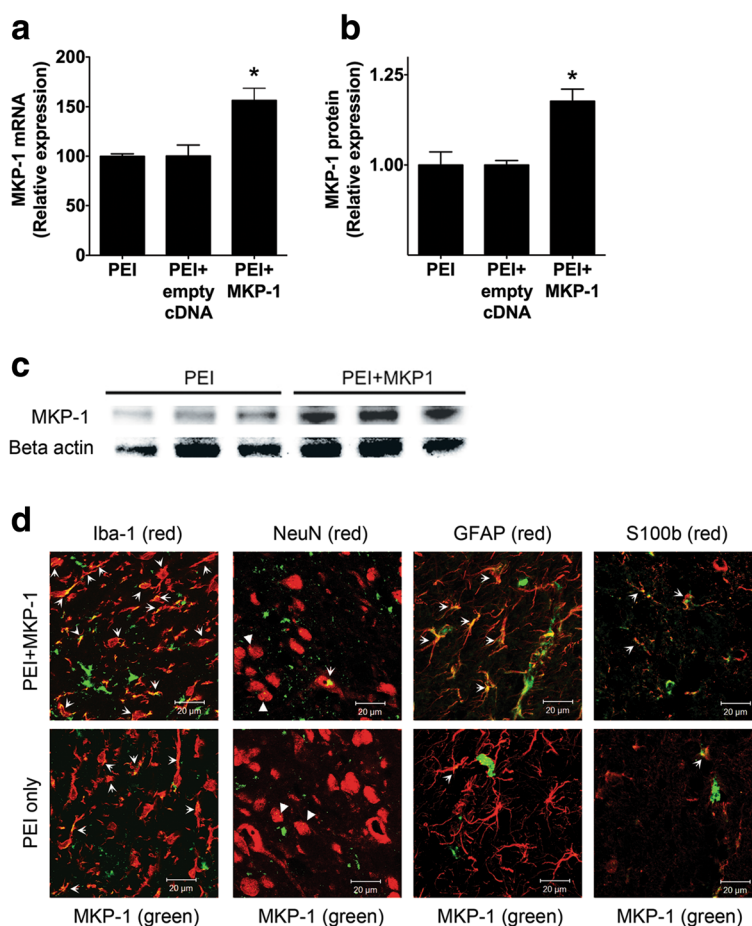 a
MKP-1 mRNA
(Relative expression)
200
150
100
50
0
*
PEI
PEI+
empty
cDNA
PEI+
MKP-1
b
MKP-1 protein
(Relative expression)
1.25
1.00
*
PEI
PEI+
empty
cDNA
PEI+
MKP-1
c
PEI
PEI+MKP1
MKP-1
Beta actin
d
Iba-1 (red)
NeuN (red)
GFAP (red)
S100b (red)
PEI+MKP-1
20 µm
20 µm
20 µm
20 µm
PEI only
20 µm
20 µm
20 µm
20 µm
MKP-1 (green)
MKP-1 (green)
MKP-1 (green)
MKP-1 (green)